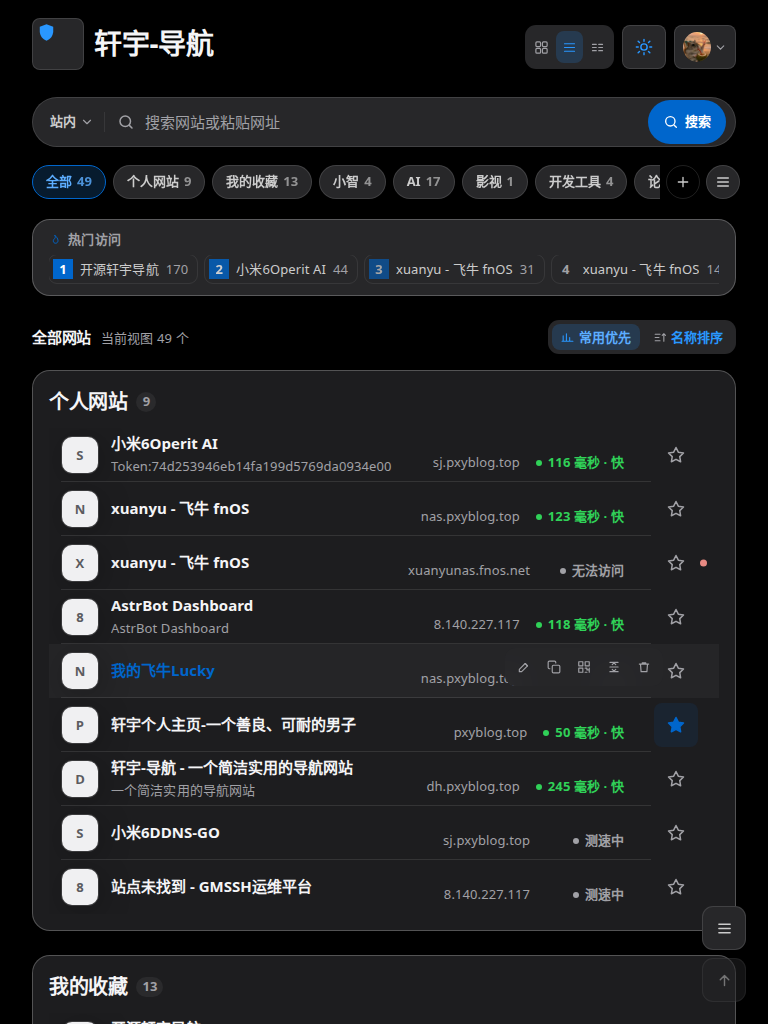 轩宇-导航
站内 搜索网站或粘贴网址 搜索
全部 49 个人网站 9 我的收藏 13 小智 4 AI 17 影视 1 开发工具 4 论
热门访问
1 开源轩宇导航 170 2 小米6Operit AI 44 3 xuanyu - 飞牛 fnOS 31 4 xuanyu - 飞牛 fnOS 14
全部网站 当前视图 49 个 常用优先 名称排序
个人网站 9
S 小米6Operit AI
Token:74d253946eb14fa199d5769da0934e00 sj.pxyblog.top 116 毫秒 · 快
N xuanyu - 飞牛 fnOS nas.pxyblog.top 123 毫秒 · 快
X xuanyu - 飞牛 fnOS xuanyunas.fnos.net 无法访问
8 AstrBot Dashboard
AstrBot Dashboard 8.140.227.117 118 毫秒 · 快
N 我的飞牛Lucky nas.pxyblog.t
P 轩宇个人主页-一个善良、可耐的男子 pxyblog.top 50 毫秒 · 快
D 轩宇-导航 - 一个简洁实用的导航网站
一个简洁实用的导航网站 dh.pxyblog.top 245 毫秒 · 快
S 小米6DDNS-GO sj.pxyblog.top 测速中
8 站点未找到 - GMSSH运维平台 8.140.227.117 测速中
我的收藏 13